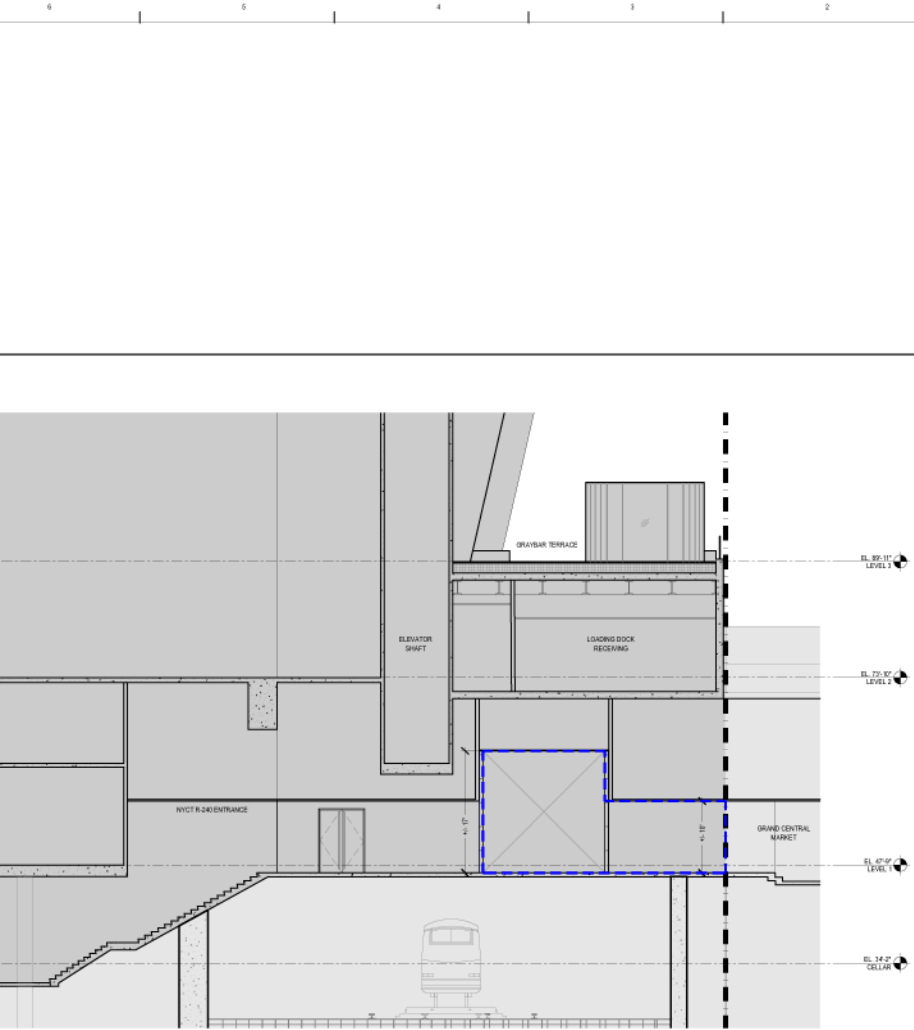 6 5 4 3 2
GRAYBAR TERRACE
EL. 89'-11"
LEVEL 3
ELEVATOR
SHAFT
LOADING DOCK
RECEIVING
EL. 73'-10"
LEVEL 2
NYCT R-240 ENTRANCE
+/- 17'
+/- 10'
GRAND CENTRAL
MARKET
EL. 47'-9"
LEVEL 1
EL. 34'-2"
CELLAR